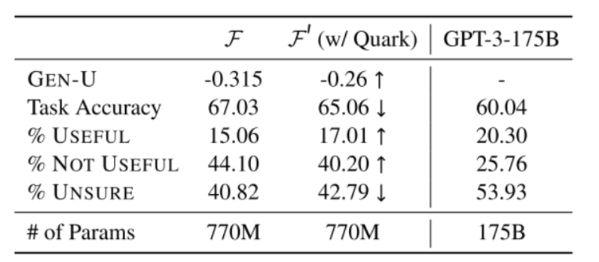 F F′ (w/ Quark) GPT-3-175B
GEN-U -0.315 -0.26 ↑ -
Task Accuracy 67.03 65.06 ↓ 60.04
% USEFUL 15.06 17.01 ↑ 20.30
% NOT USEFUL 44.10 40.20 ↑ 25.76
% UNSURE 40.82 42.79 ↓ 53.93
# of Params 770M 770M 175B